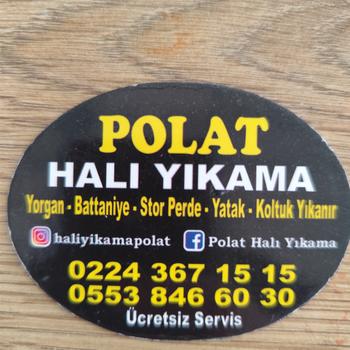 POLAT
HALI YIKAMA
Yorgan - Battaniye - Stor Perde - Yatak - Koltuk Yıkanır
haliyikamapolat Polat Halı Yıkama
0224 367 15 15
0553 846 60 30
Ücretsiz Servis